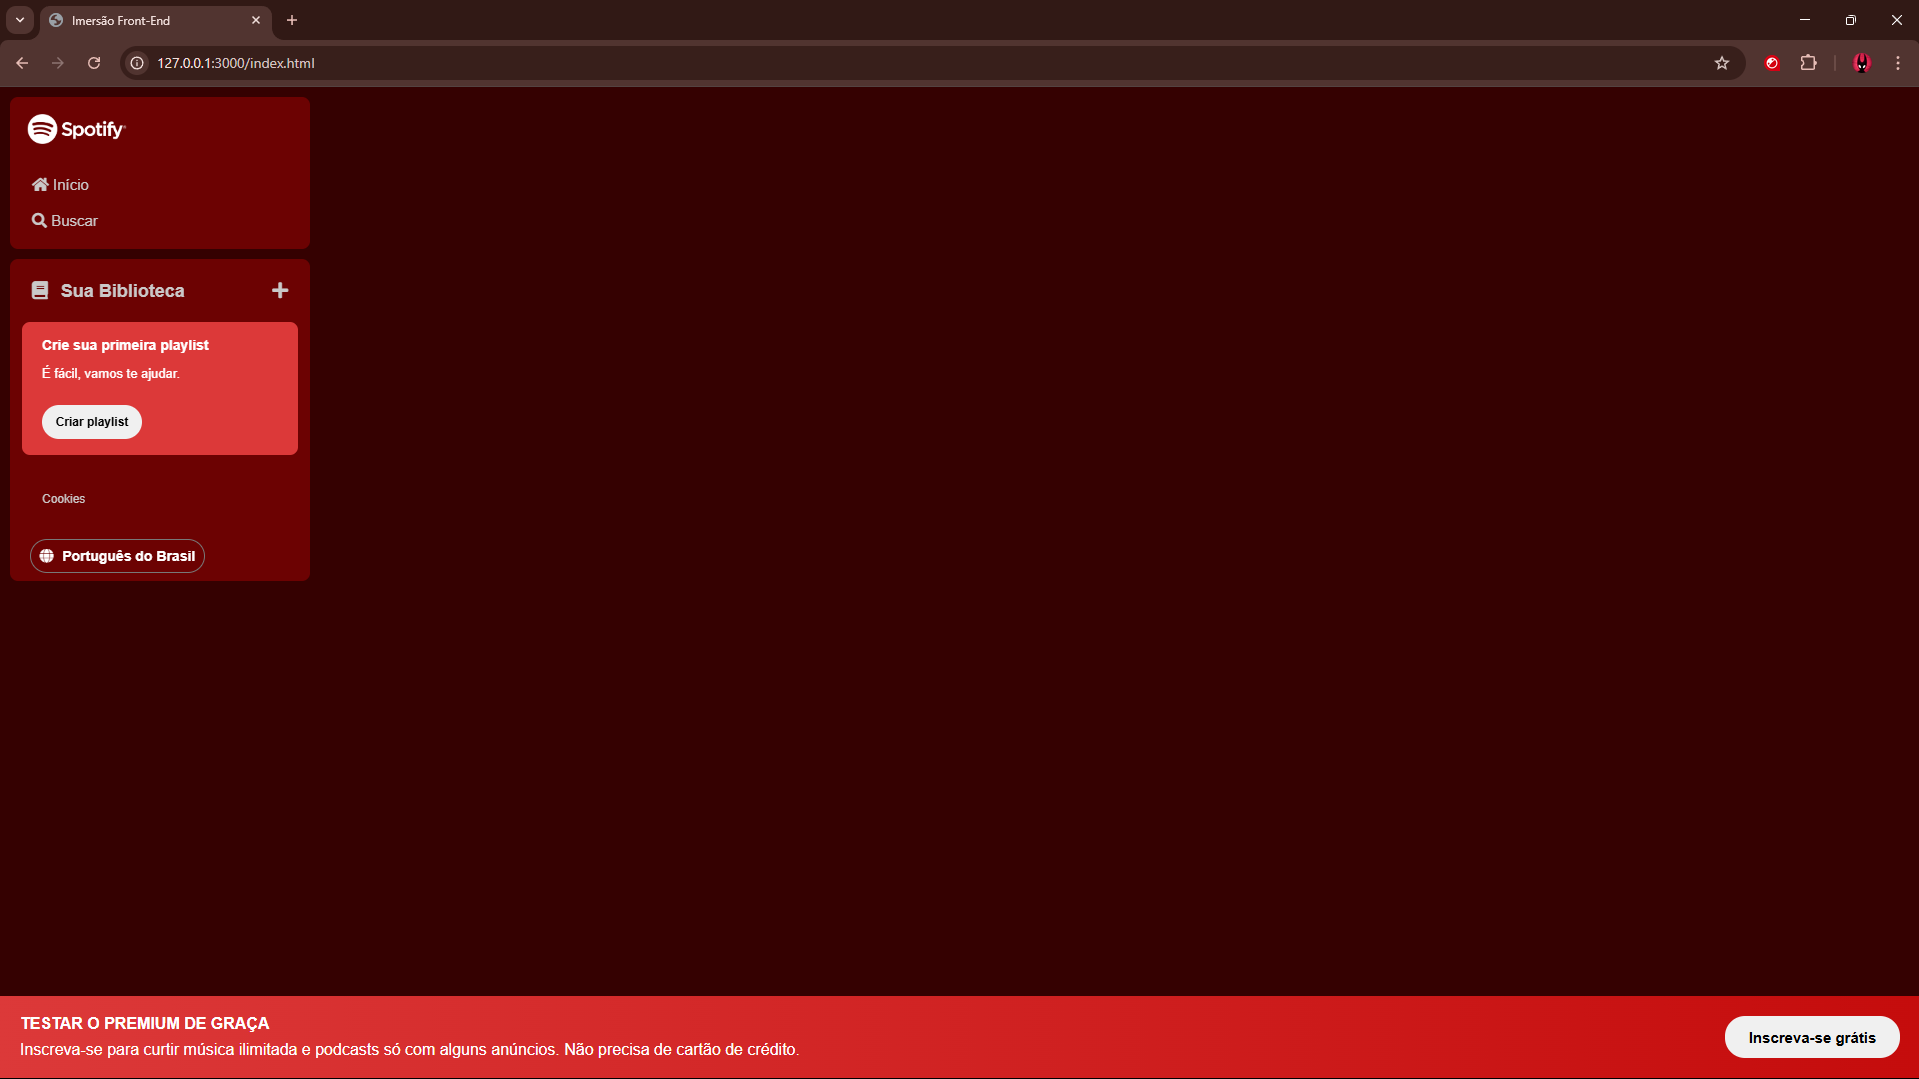 Imersão Front-End
127.0.0.1:3000/index.html
Spotify
Início
Buscar
Sua Biblioteca
Crie sua primeira playlist
É fácil, vamos te ajudar.
Criar playlist
Cookies
Português do Brasil
TESTAR O PREMIUM DE GRAÇA
Inscreva-se para curtir música ilimitada e podcasts só com alguns anúncios. Não precisa de cartão de crédito.
Inscreva-se grátis